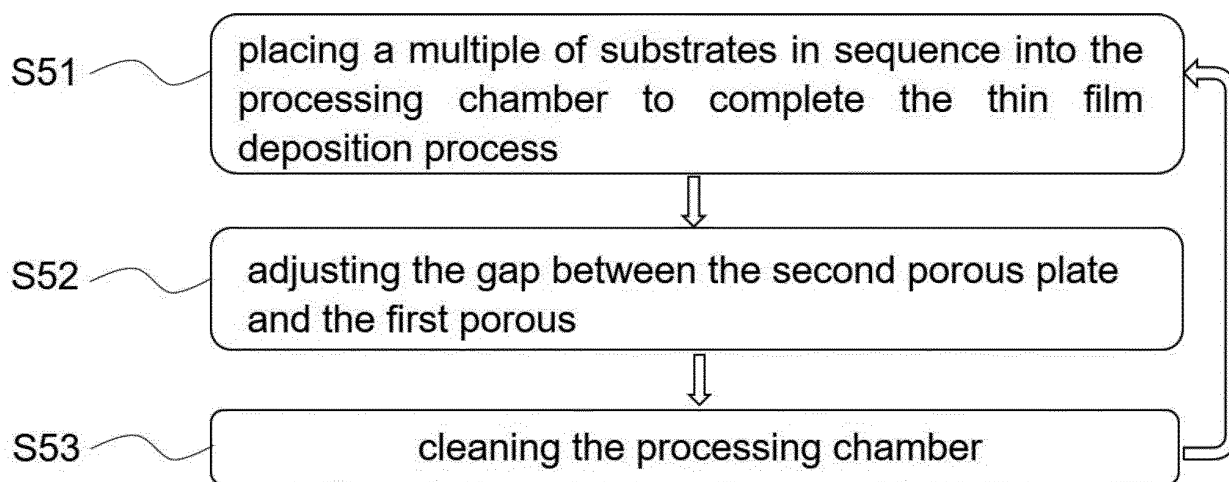 S51
placing a multiple of substrates in sequence into the
processing chamber to complete the thin film
deposition process
S52
adjusting the gap between the second porous plate
and the first porous
S53
cleaning the processing chamber